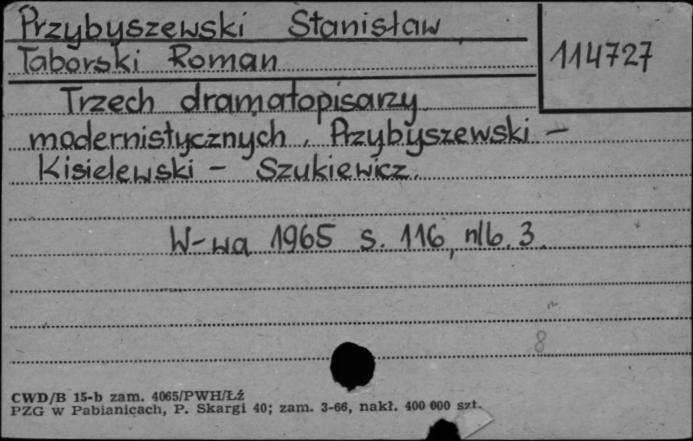 Przybyszewski Stanisław
114727
Taborski Roman
Trzech dramatopisarzy
modernistycznych. Przybyszewski –
Kisielewski – Szukiewicz.
W-wa 1965 s. 116, nlb. 3.
8
CWD/B 15-b zam. 4065/PWH/Łź
PZG w Pabianicach, P. Skargi 40; zam. 3-66, nakł. 400 000 szt.